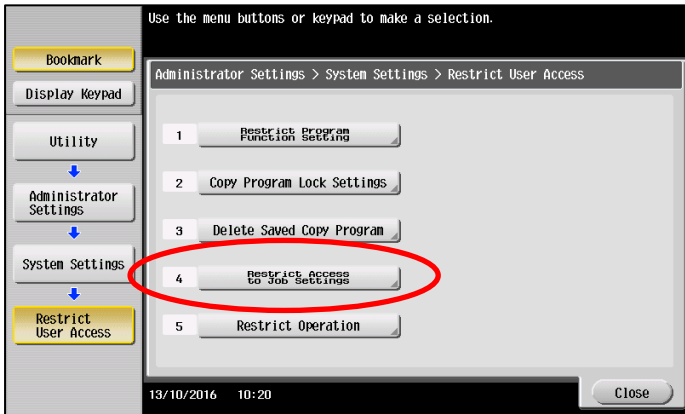 Use the menu buttons or keypad to make a selection.
Bookmark
Display Keypad
Utility
Administrator
Settings
System Settings
Restrict
User Access
Administrator Settings > System Settings > Restrict User Access
1 Restrict Program
Function Setting
2 Copy Program Lock Settings
3 Delete Saved Copy Program
4 Restrict Access
to Job Settings
5 Restrict Operation
13/10/2016 10:20
Close